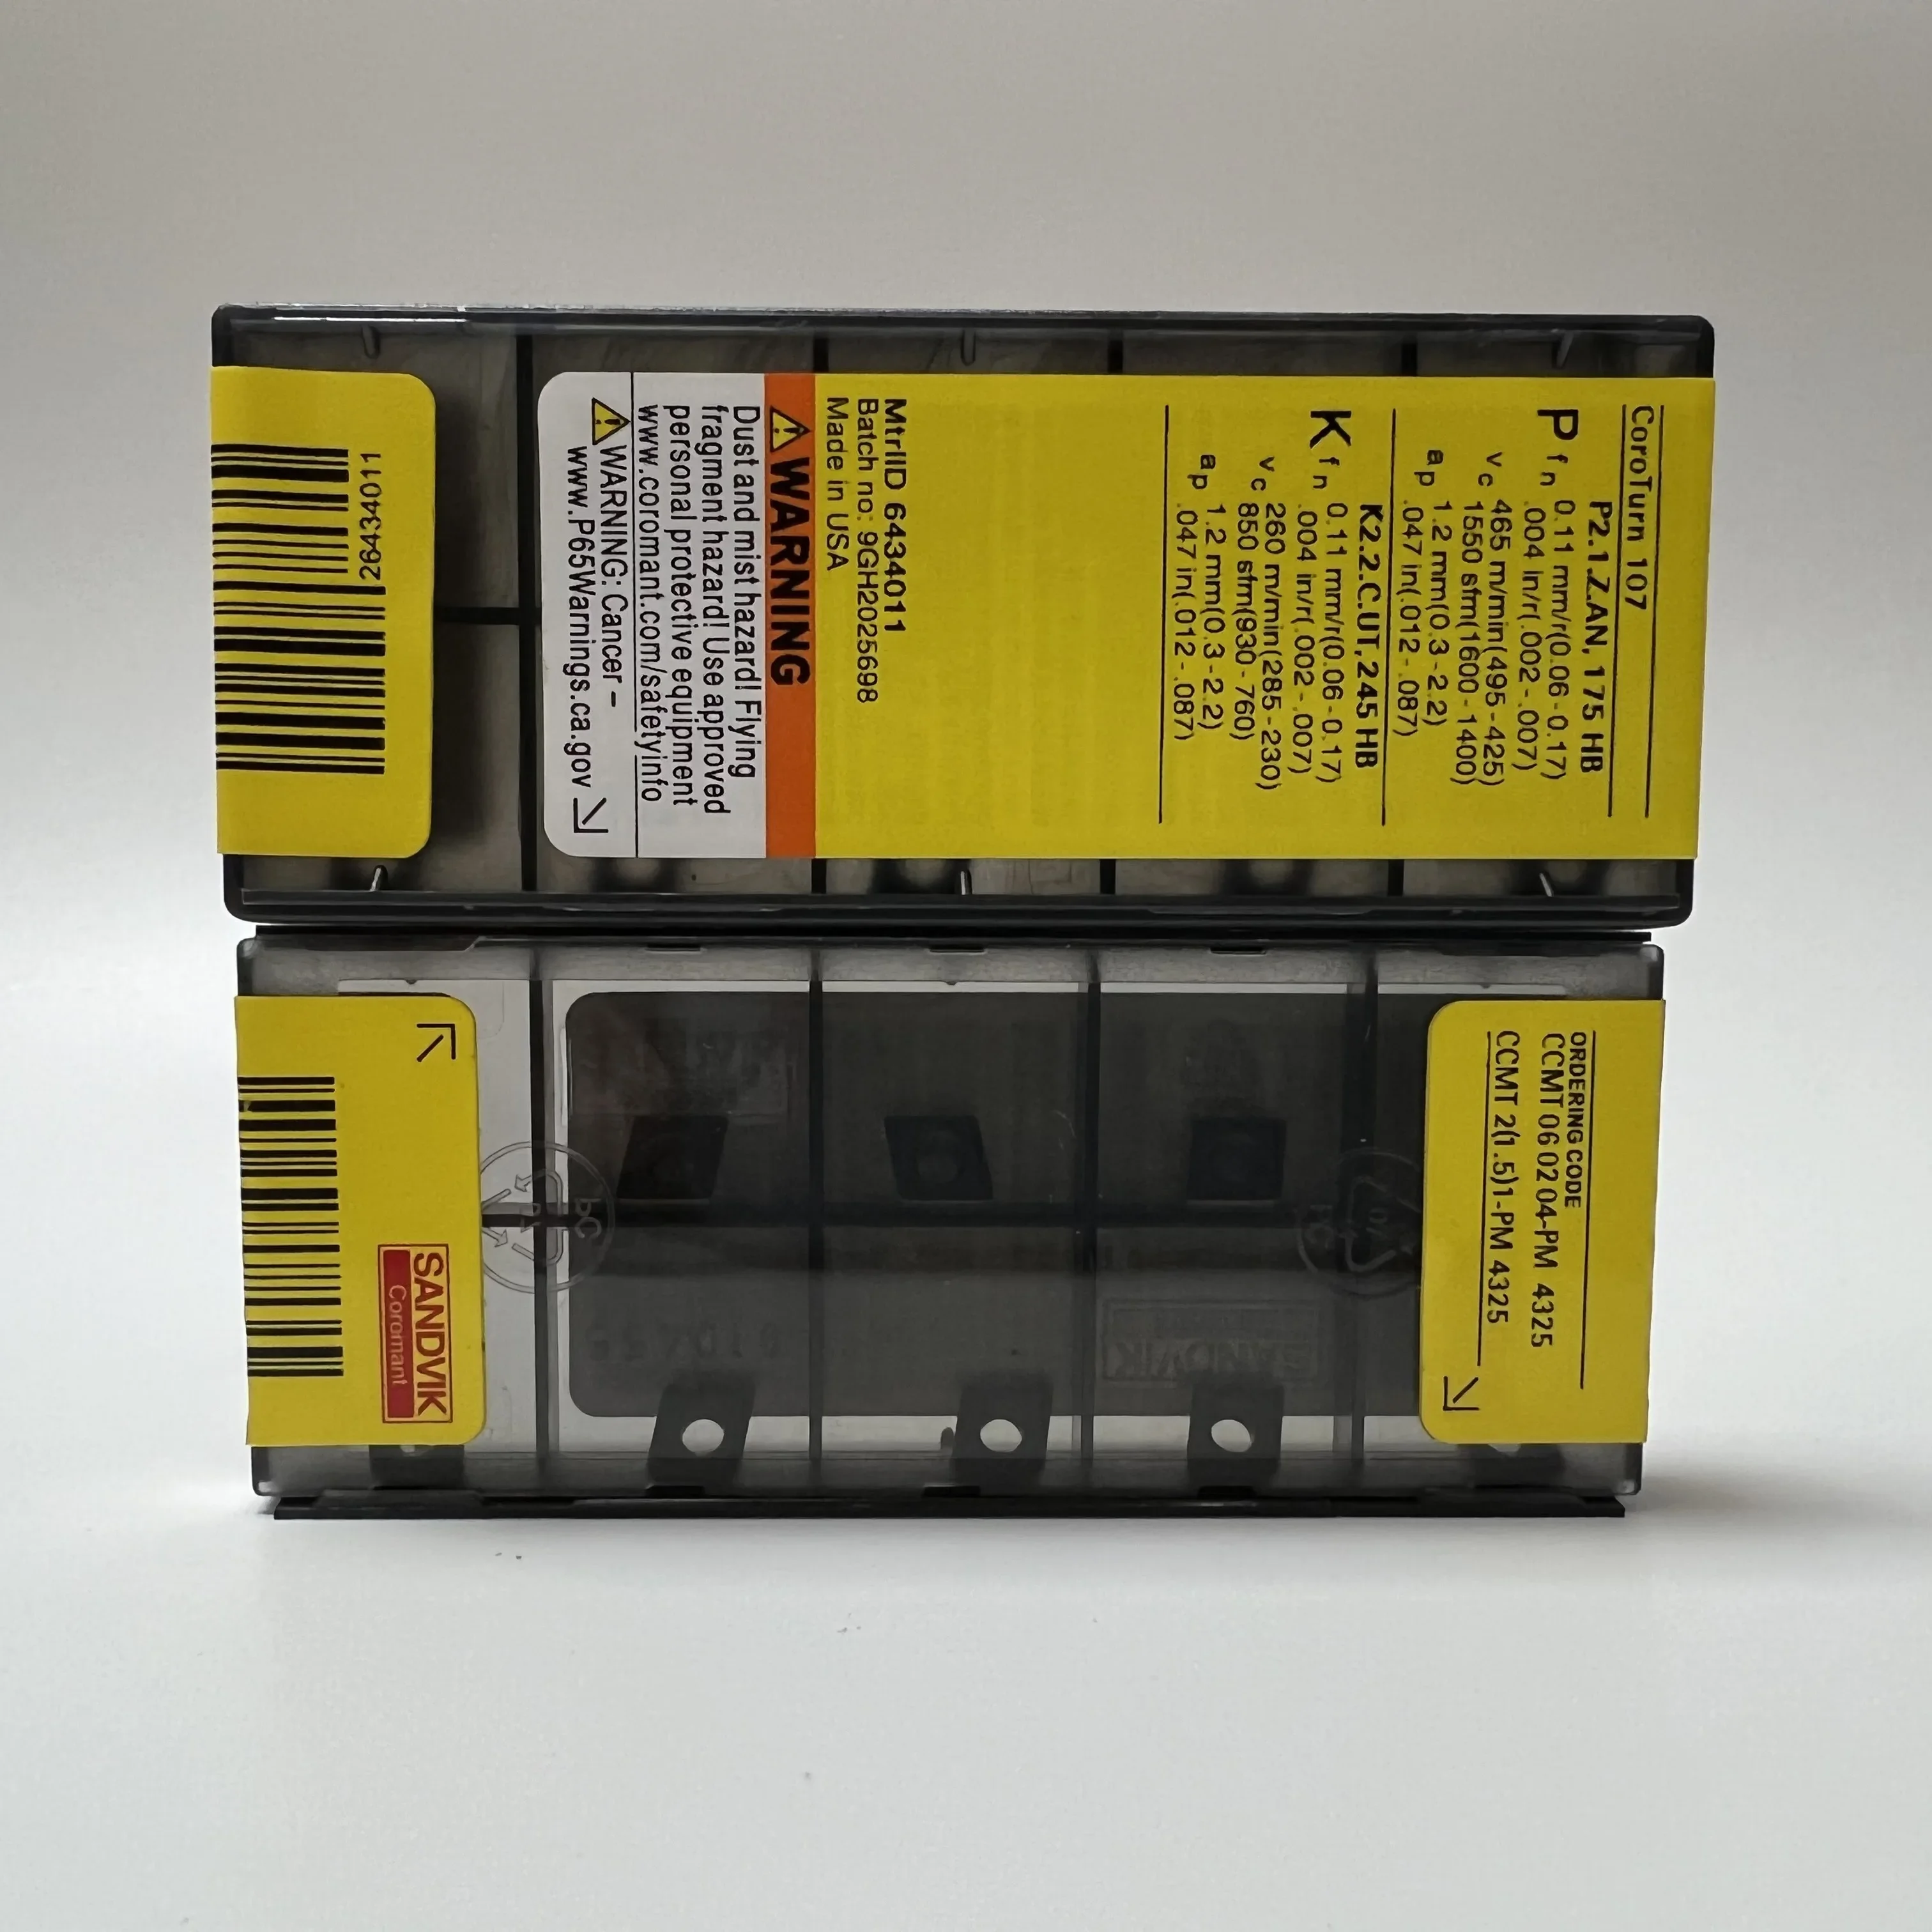 CoroTurn 107
P2.1.Z.AN, 175 HB
P fn 0.11 mm/r(0.06-0.17)
.004 in/r(.002-.007)
vc 465 m/min(495-425)
1550 sfm(1600-1400)
ap 1.2 mm(0.3-2.2)
.047 in(.012-.087)
K2.2.C.UT, 245 HB
K fn 0.11 mm/r(0.06-0.17)
.004 in/r(.002-.007)
vc 260 m/min(285-230)
850 sfm(930-760)
ap 1.2 mm(0.3-2.2)
.047 in(.012-.087)
MtrlID 6434011
Batch no: 9GH2025698
Made in USA
WARNING
Dust and mist hazard! Flying
fragment hazard! Use approved
personal protective equipment
www.coromant.com/safetyinfo
WARNING: Cancer –
www.P65Warnings.ca.gov
26434011
ORDERING CODE
CCMT 06 02 04-PM 4325
CCMT 2(1.5)1-PM 4325
PC
SANDVIK
Coromant